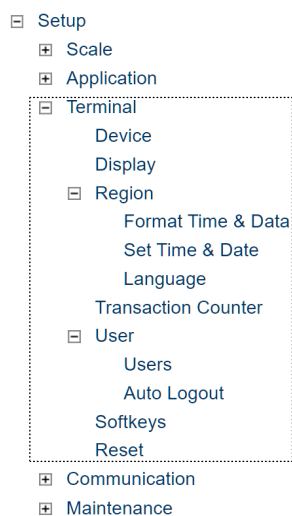 Setup
Scale
Application
Terminal
Device
Display
Region
Format Time & Data
Set Time & Date
Language
Transaction Counter
User
Users
Auto Logout
Softkeys
Reset
Communication
Maintenance